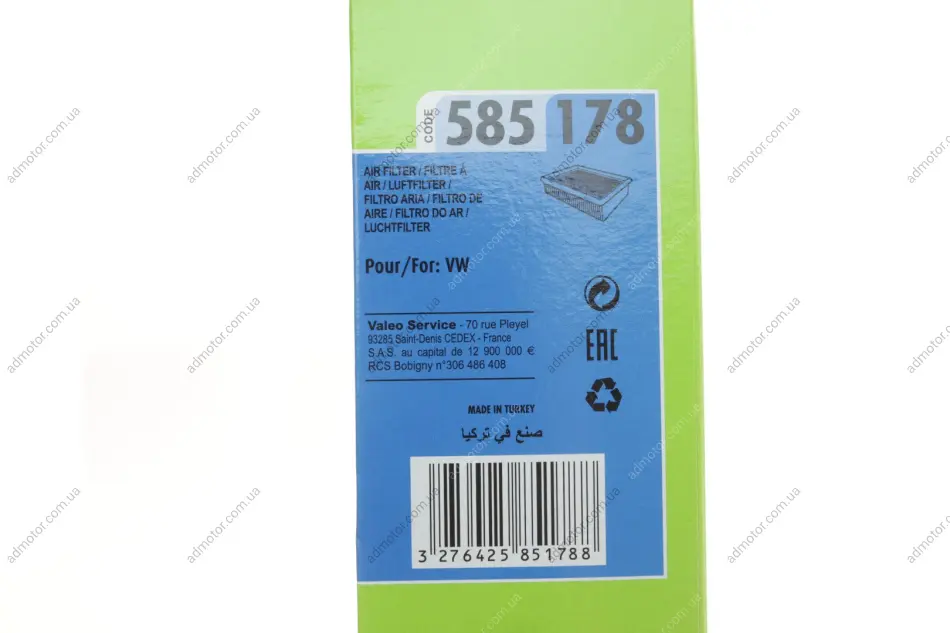 CODE 585 178
AIR FILTER / FILTRE À
AIR / LUFTFILTER /
FILTRO ARIA / FILTRO DE
AIRE / FILTRO DO AR /
LUCHTFILTER
Pour/For: VW
Valeo Service - 70 rue Pleyel
93285 Saint-Denis CEDEX - France
S.A.S. au capital de 12 900 000 €
RCS Bobigny n°306 486 408
EAC
MADE IN TURKEY
صنع في تركيا
3 276425 851788
admotor.com.ua